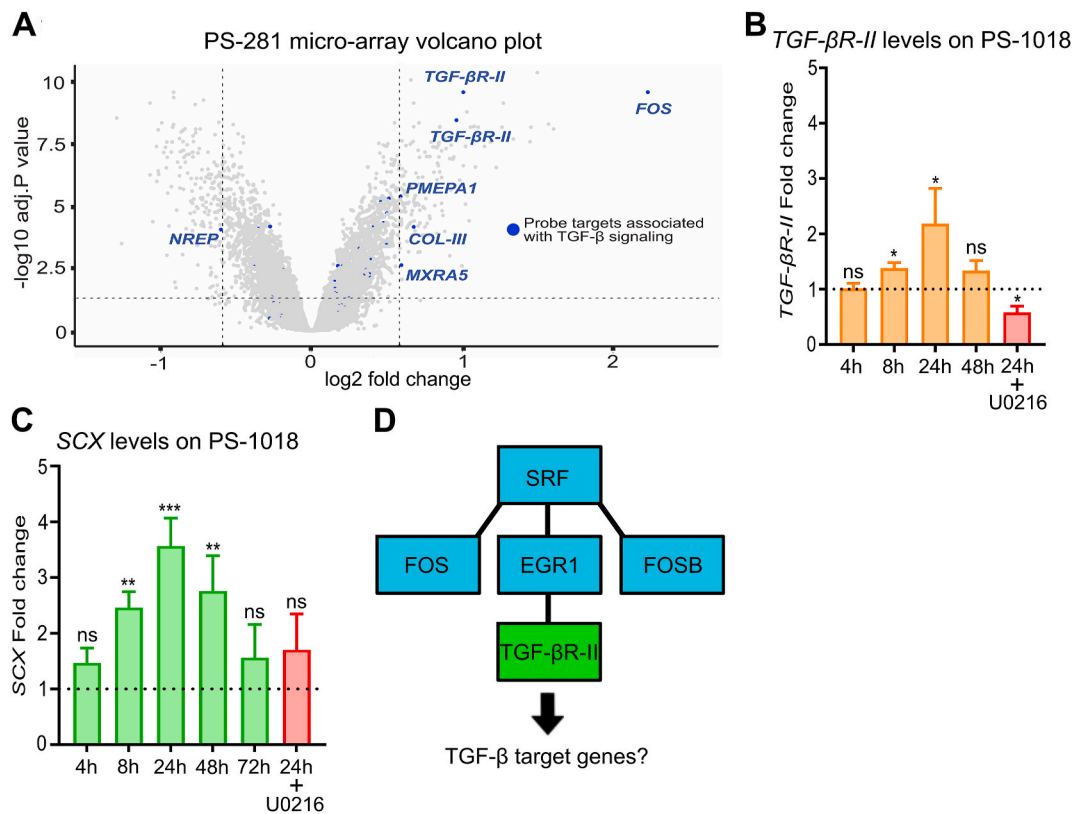 A
PS-281 micro-array volcano plot
-log10 adj.P value
10
7.5
5
2.5
0
-1
0
1
2
log2 fold change
TGF-βR-II
FOS
TGF-βR-II
PMEPA1
NREP
COL-III
MXRA5
Probe targets associated
with TGF-β signaling
B
TGF-βR-II levels on PS-1018
TGF-βR-II Fold change
5
4
3
2
1
0
ns
*
*
ns
*
4h
8h
24h
48h
24h
+
U0216
C
SCX levels on PS-1018
SCX Fold change
5
4
3
2
1
0
ns
**
***
**
ns
ns
4h
8h
24h
48h
72h
24h
+
U0216
D
SRF
FOS
EGR1
FOSB
TGF-βR-II
TGF-β target genes?